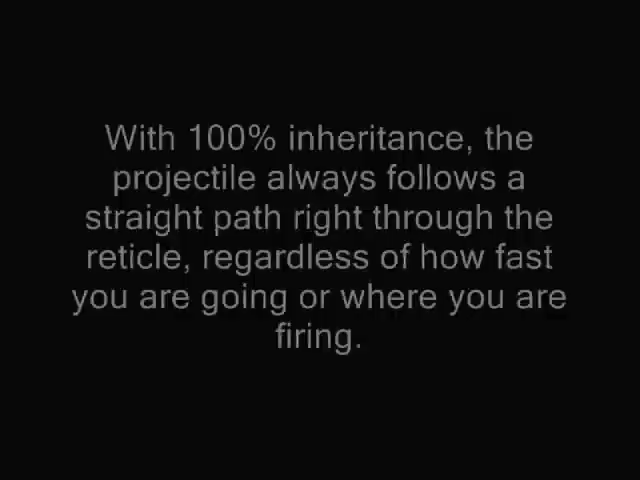 With 100% inheritance, the
projectile always follows a
straight path right through the
reticle, regardless of how fast
you are going or where you are
firing.